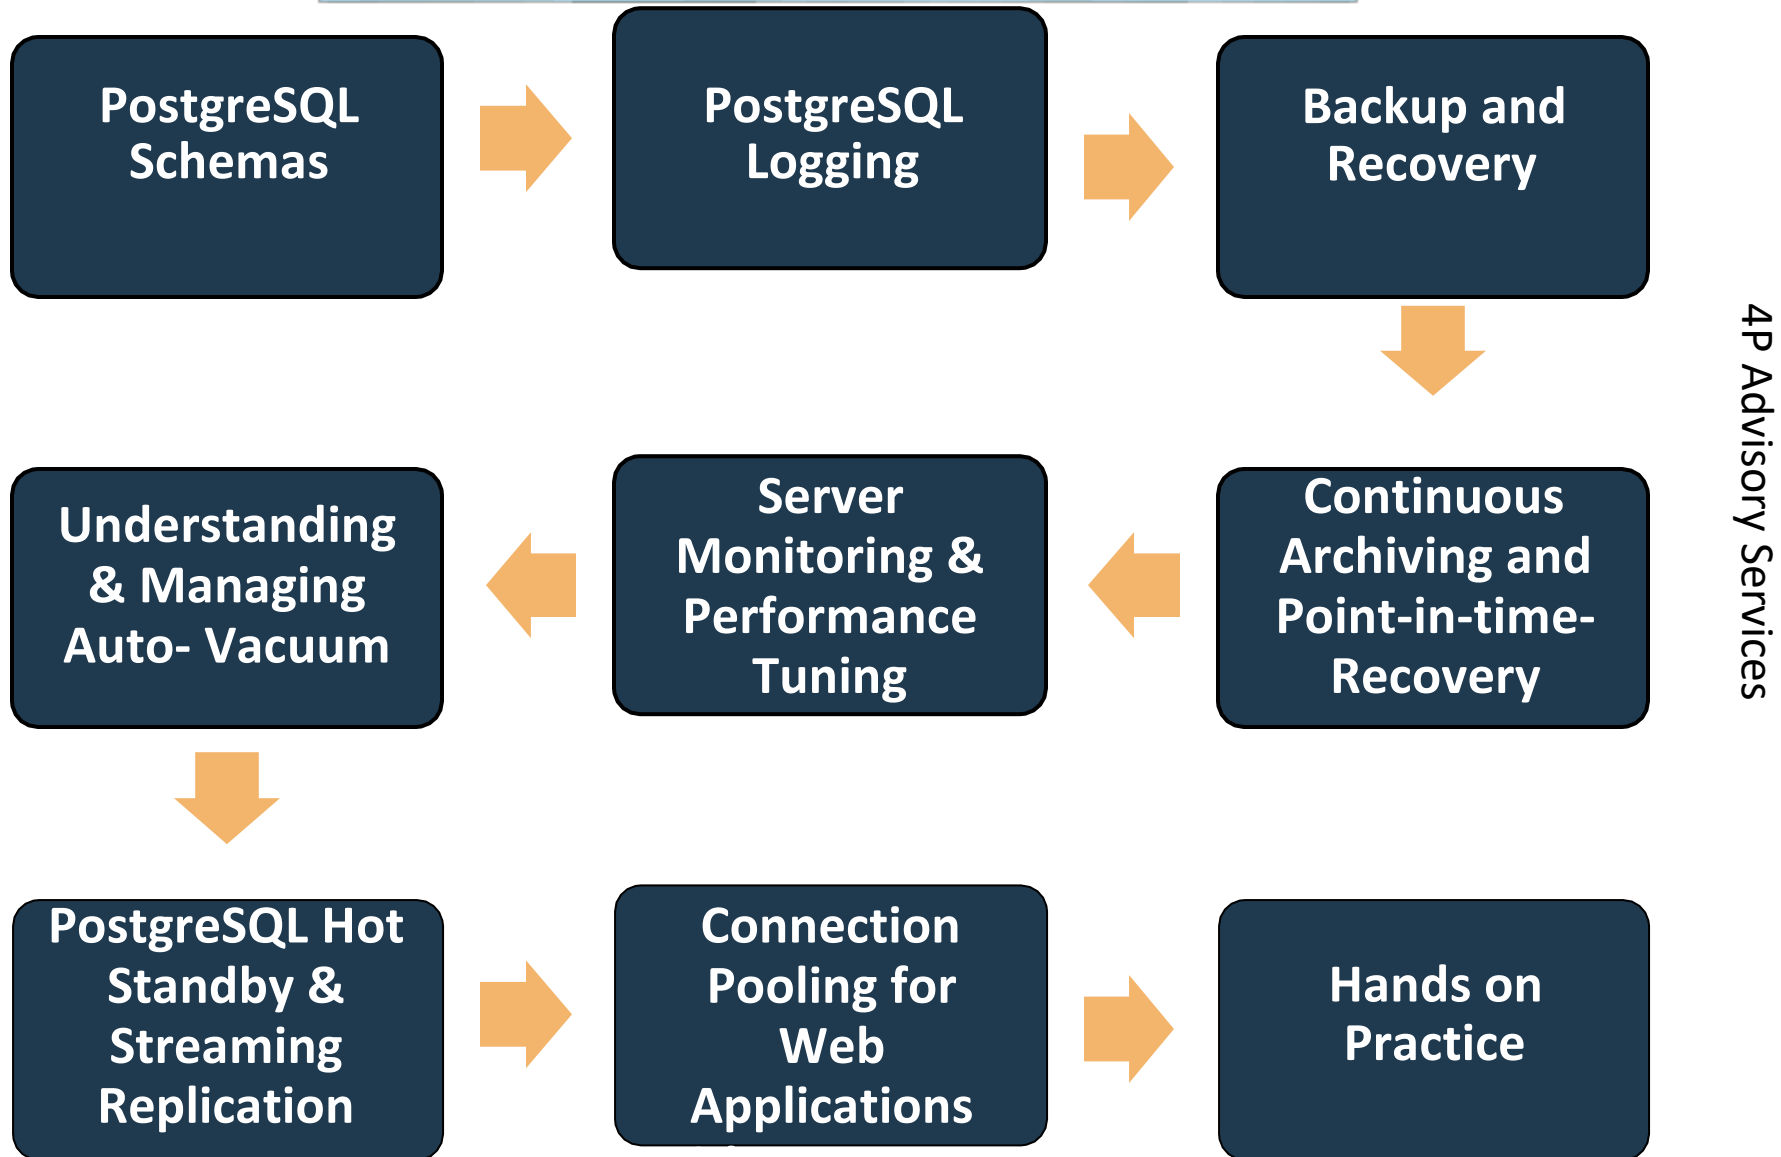 PostgreSQL
Schemas
PostgreSQL
Logging
Backup and
Recovery
Continuous
Archiving and
Point-in-time-
Recovery
Server
Monitoring &
Performance
Tuning
Understanding
& Managing
Auto- Vacuum
PostgreSQL Hot
Standby &
Streaming
Replication
Connection
Pooling for
Web
Applications
Hands on
Practice
4P Advisory Services